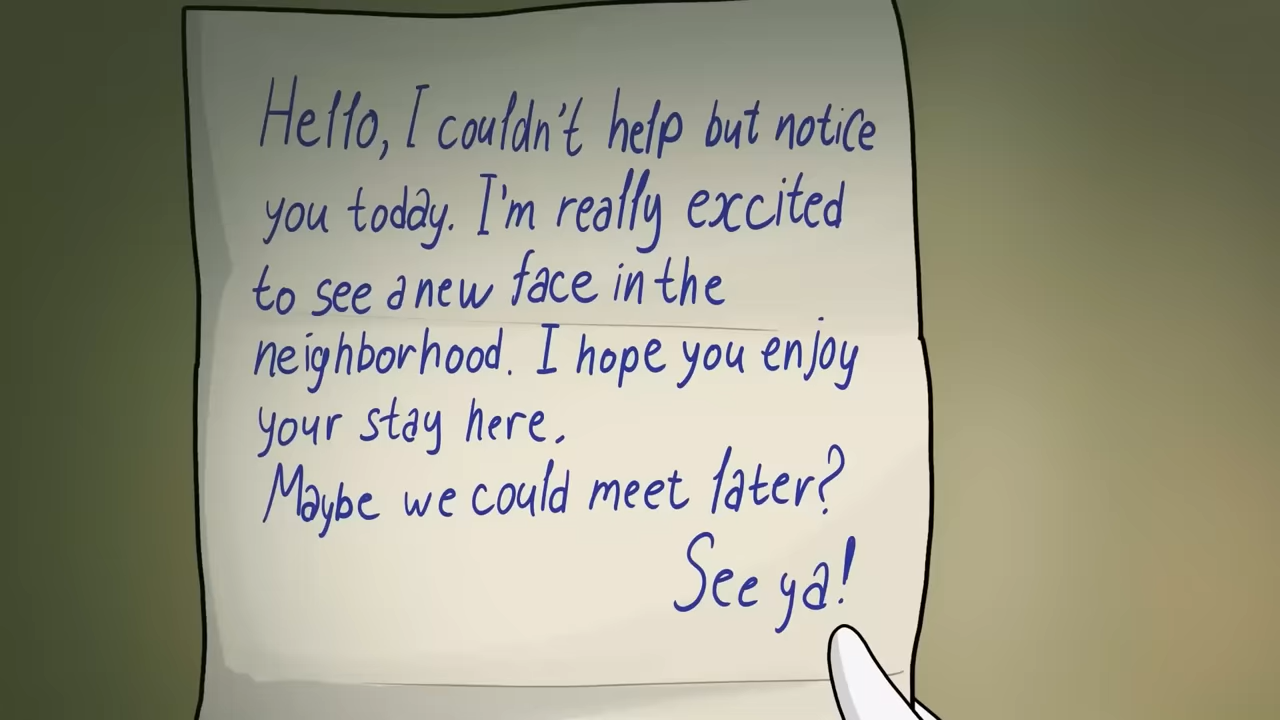 Hello, I couldn't help but notice
you today. I'm really excited
to see a new face in the
neighborhood. I hope you enjoy
your stay here.
Maybe we could meet later?
See ya!